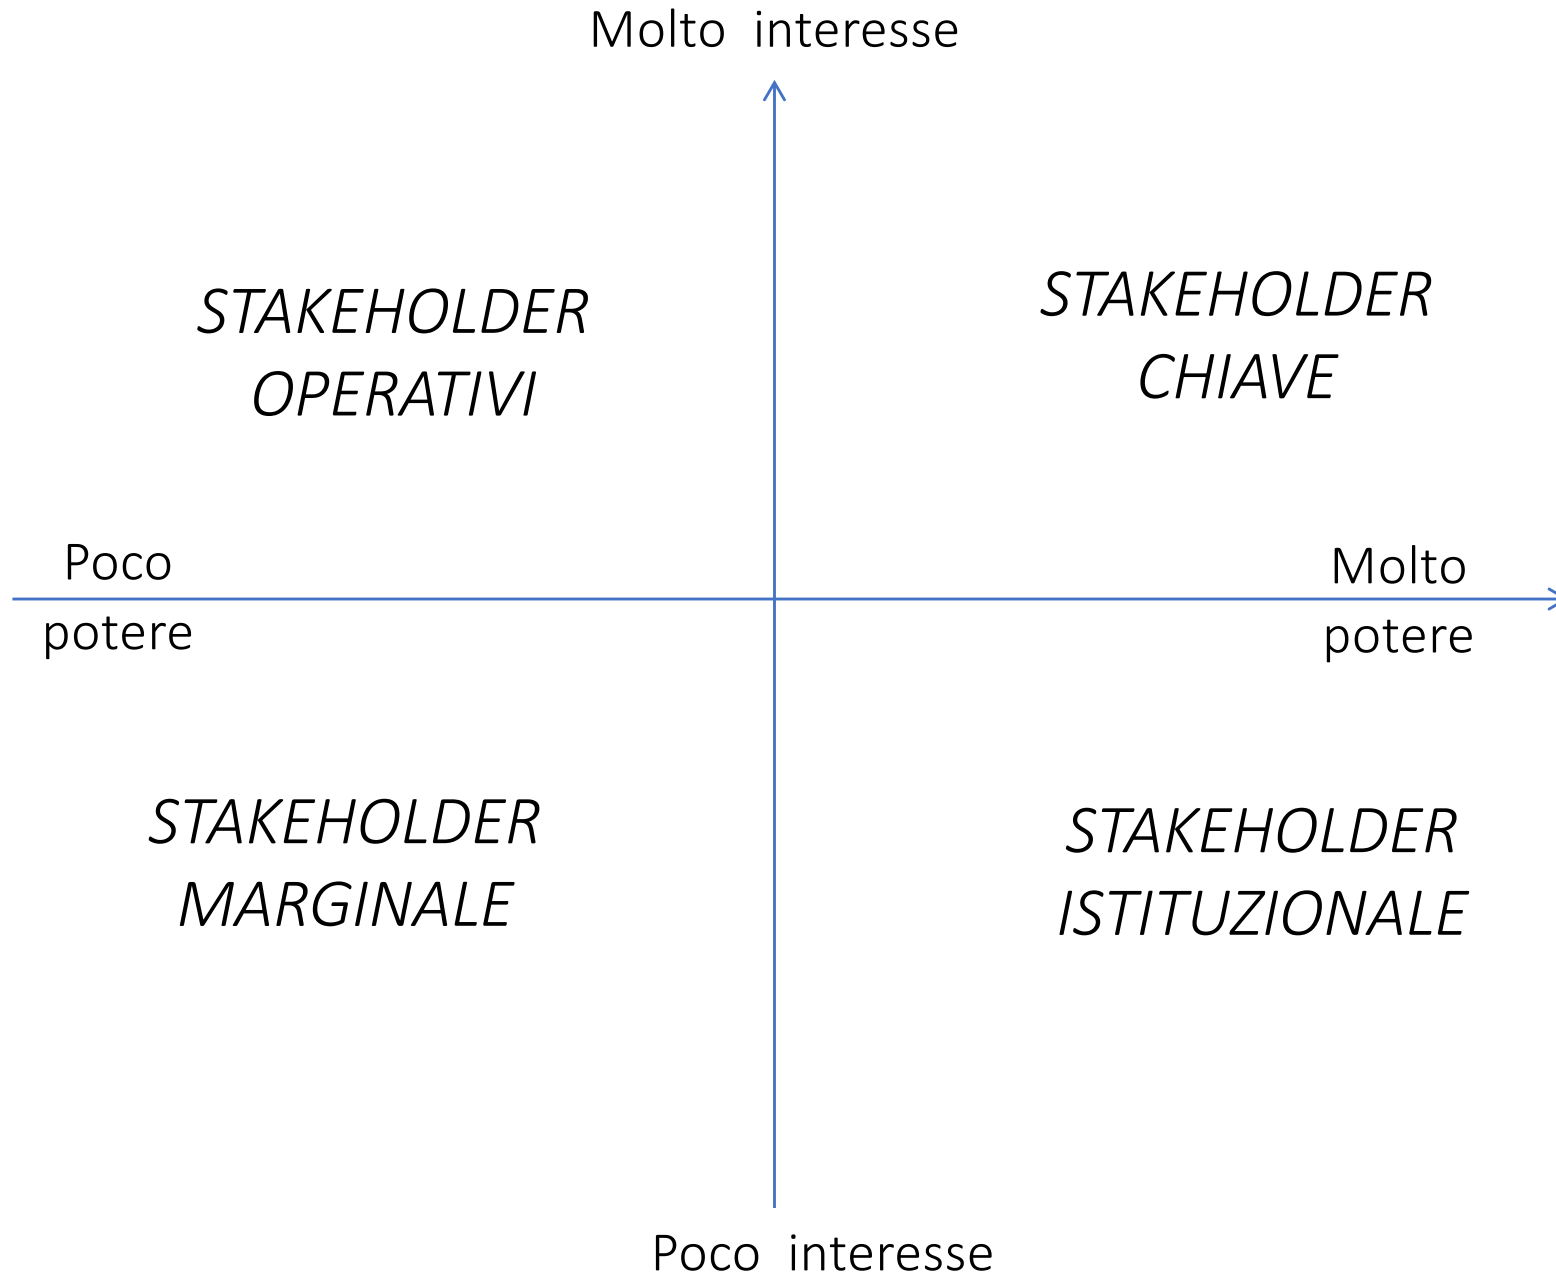 Molto interesse
STAKEHOLDER
OPERATIVI
STAKEHOLDER
CHIAVE
Poco
potere
Molto
potere
STAKEHOLDER
MARGINALE
STAKEHOLDER
ISTITUZIONALE
Poco interesse